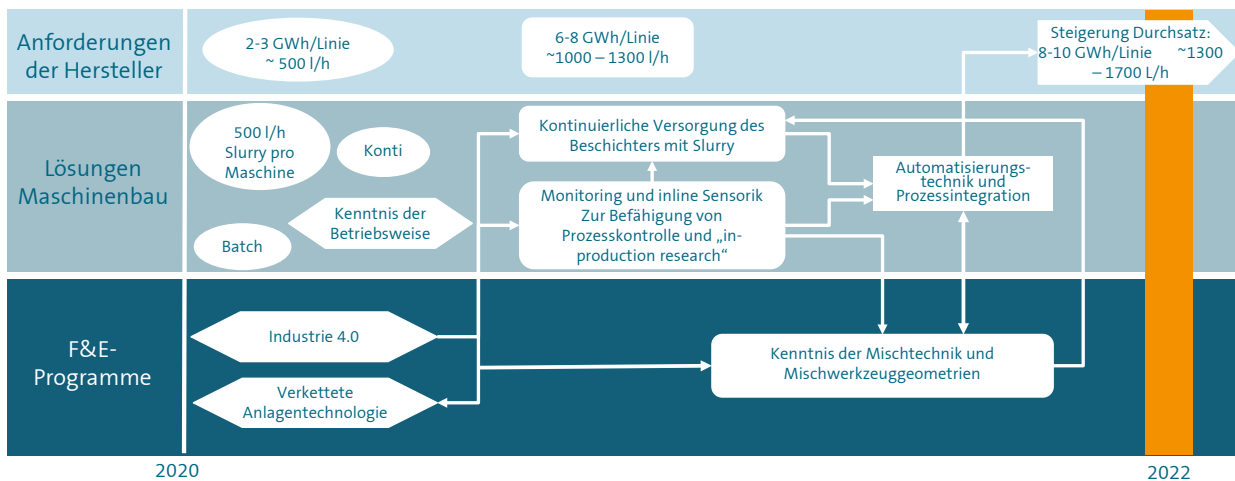 Anforderungen
der Hersteller
2-3 GWh/Linie
~ 500 l/h
6-8 GWh/Linie
~1000 – 1300 l/h
Steigerung Durchsatz:
8-10 GWh/Linie ~1300
– 1700 L/h
Lösungen
Maschinenbau
500 l/h
Slurry pro
Maschine
Konti
Kenntnis der
Betriebsweise
Batch
Kontinuierliche Versorgung des
Beschichters mit Slurry
Monitoring und inline Sensorik
Zur Befähigung von
Prozesskontrolle und „in-
production research“
Automatisierungs-
technik und
Prozessintegration
F&E-
Programme
Industrie 4.0
Verkettete
Anlagentechnologie
Kenntnis der Mischtechnik und
Mischwerkzeuggeometrien
2020
2022